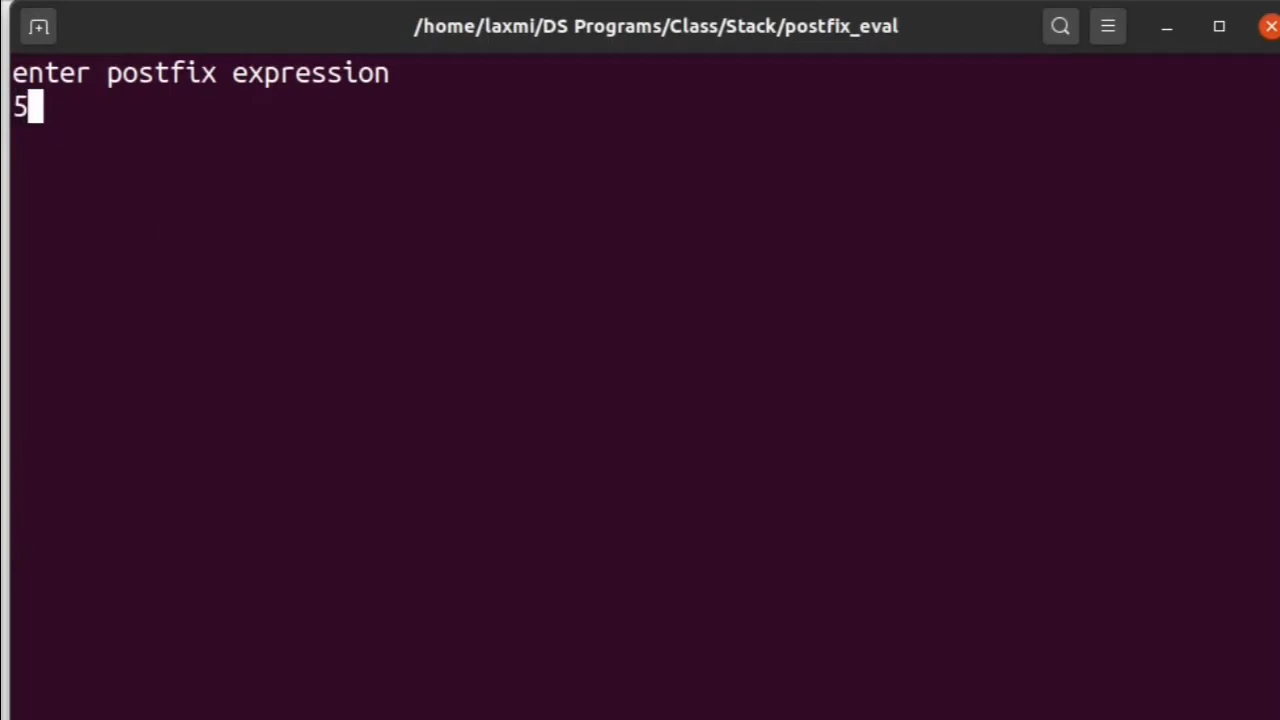 /home/laxmi/DS Programs/Class/Stack/postfix_eval
enter postfix expression
5